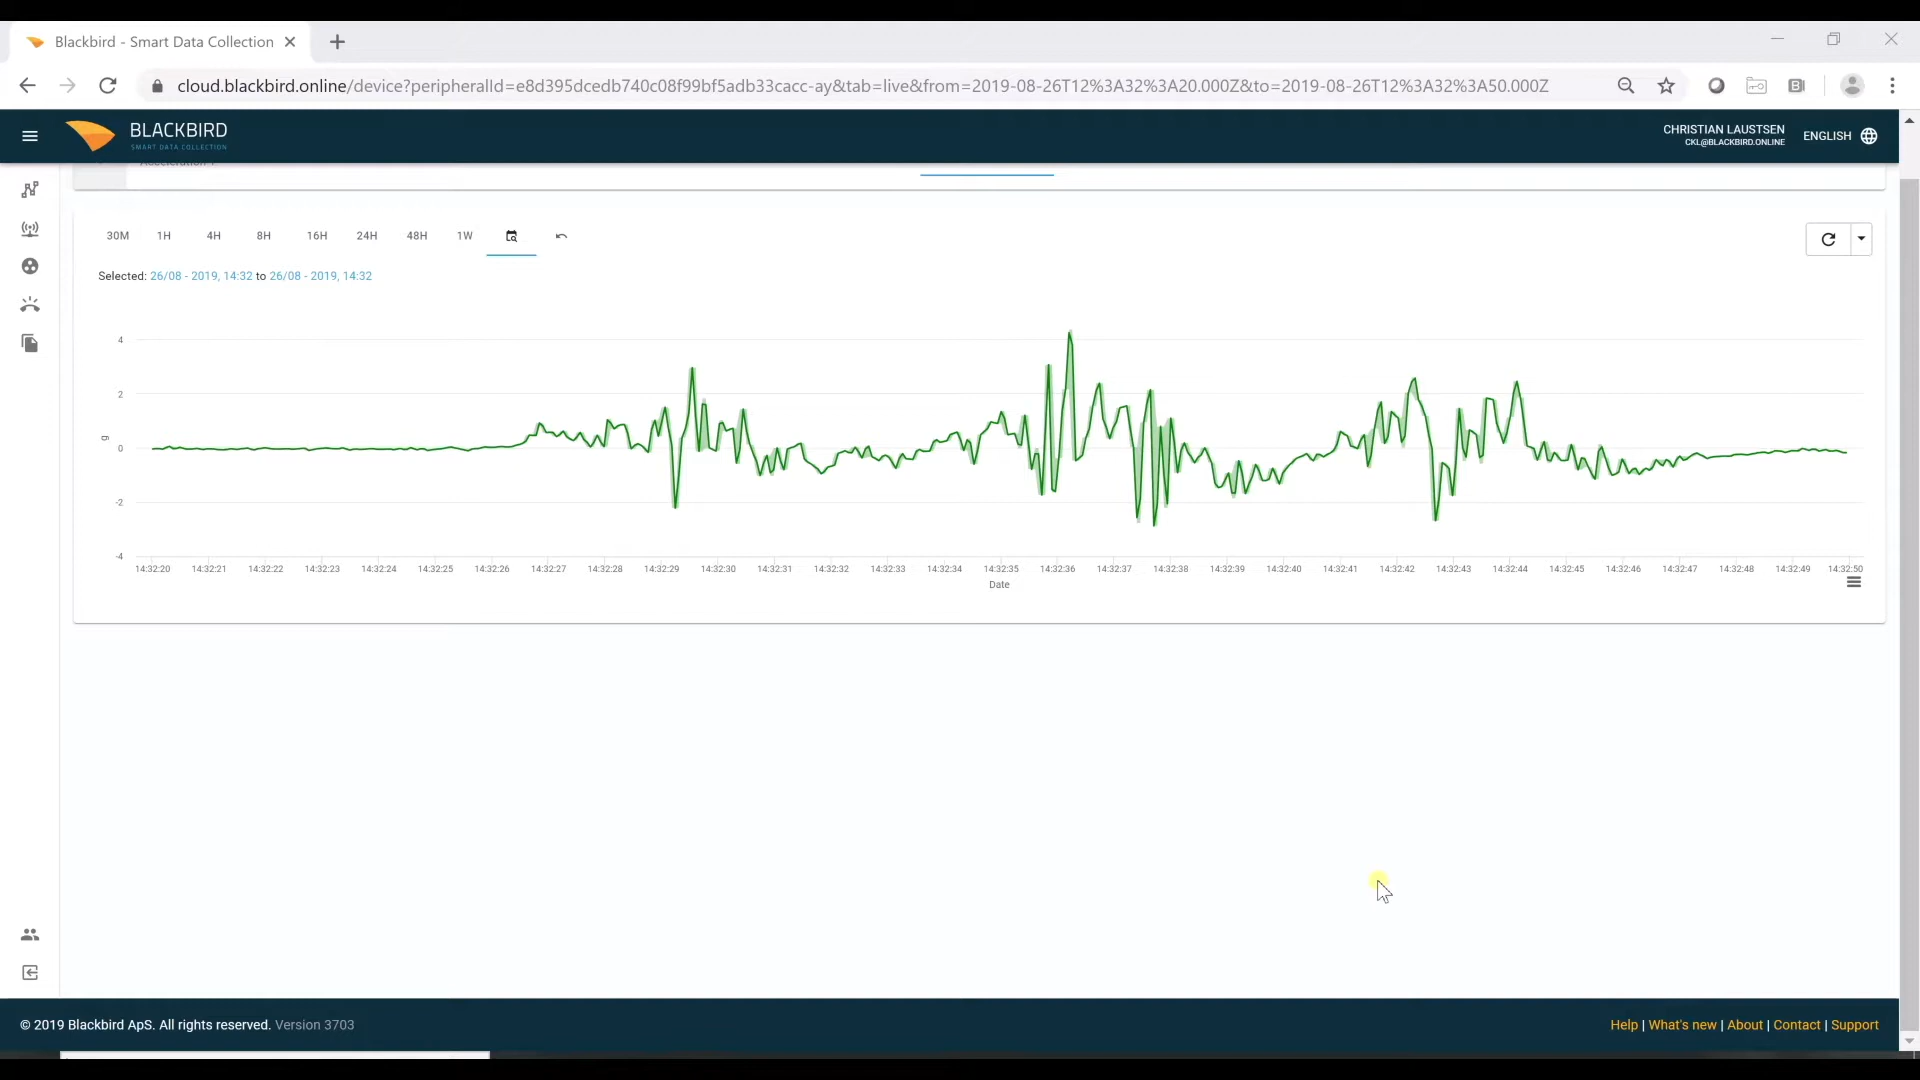 Blackbird - Smart Data Collection
cloud.blackbird.online/device?peripheralId=e8d395dcedb740c08f99bf5adb33cacc-ay&tab=live&from=2019-08-26T12%3A32%3A20.000Z&to=2019-08-26T12%3A32%3A50.000Z
BLACKBIRD
SMART DATA COLLECTION
CHRISTIAN LAUSTSEN
CKL@BLACKBIRD.ONLINE
ENGLISH
30M 1H 4H 8H 16H 24H 48H 1W
Selected: 26/08 - 2019, 14:32 to 26/08 - 2019, 14:32
4
2
g
0
-2
-4
14:32:20 14:32:21 14:32:22 14:32:23 14:32:24 14:32:25 14:32:26 14:32:27 14:32:28 14:32:29 14:32:30 14:32:31 14:32:32 14:32:33 14:32:34 14:32:35 14:32:36 14:32:37 14:32:38 14:32:39 14:32:40 14:32:41 14:32:42 14:32:43 14:32:44 14:32:45 14:32:46 14:32:47 14:32:48 14:32:49 14:32:50
Date
© 2019 Blackbird ApS. All rights reserved. Version 3703
Help | What's new | About | Contact | Support